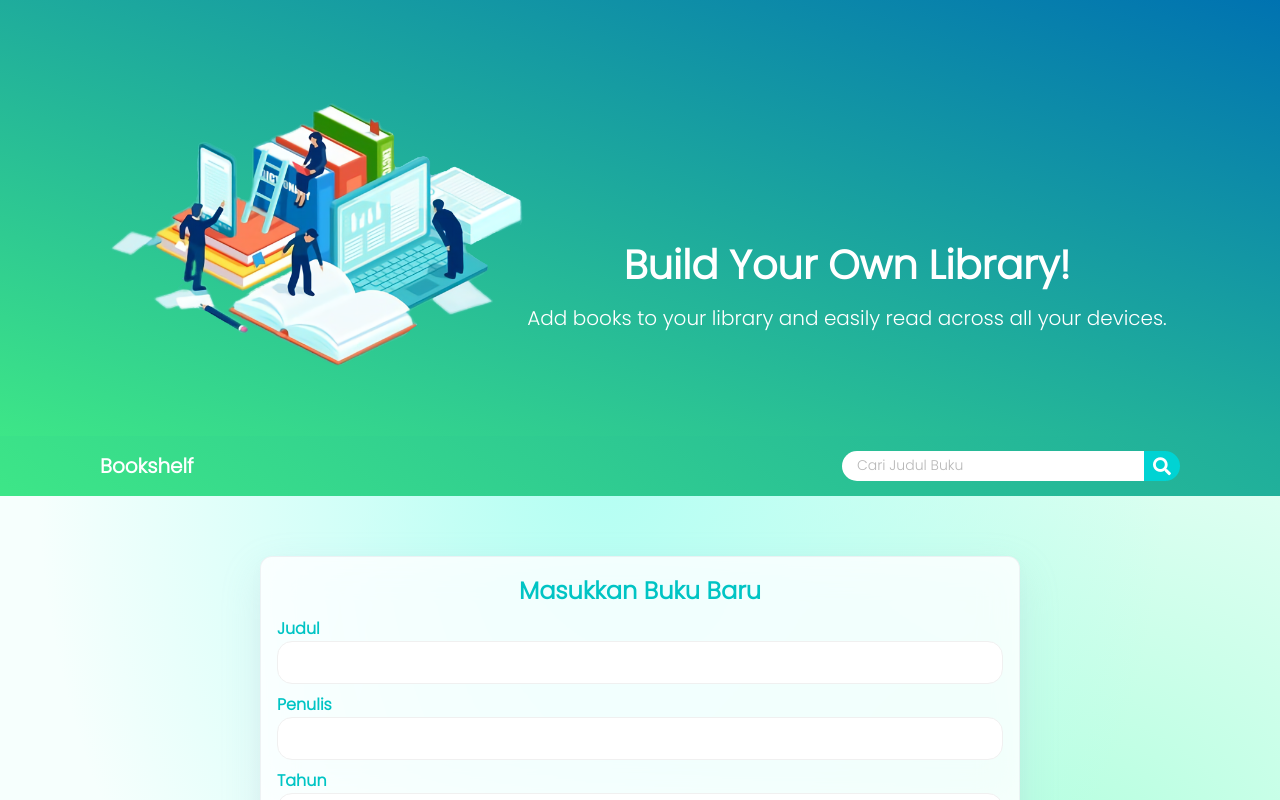 Build Your Own Library!
Add books to your library and easily read across all your devices.
Bookshelf
Cari Judul Buku
Masukkan Buku Baru
Judul
Penulis
Tahun